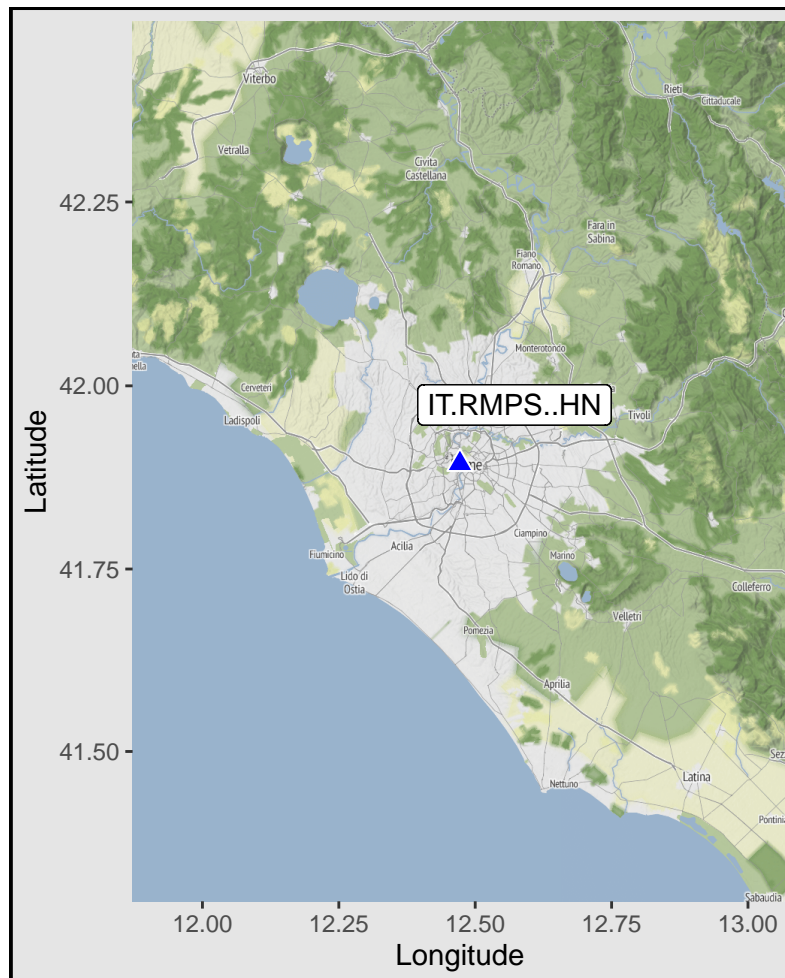 Viterbo
Rieti
Cittaducale
Vetralla
Civita
Castellana
42.25
Fara in
Sabina
Fiano
Romano
Monterotondo
42.00
Cerveteri
IT.RMPS..HN
Ladispoli
Tivoli
Latitude
Ciampino
Acilia
Fiumicino
Marino
41.75
Lido di
Ostia
Colleferro
Velletri
Pomezia
Aprilia
41.50
Latina
Nettuno
Pontinia
Sabaudia
12.00 12.25 12.50 12.75 13.00
Longitude